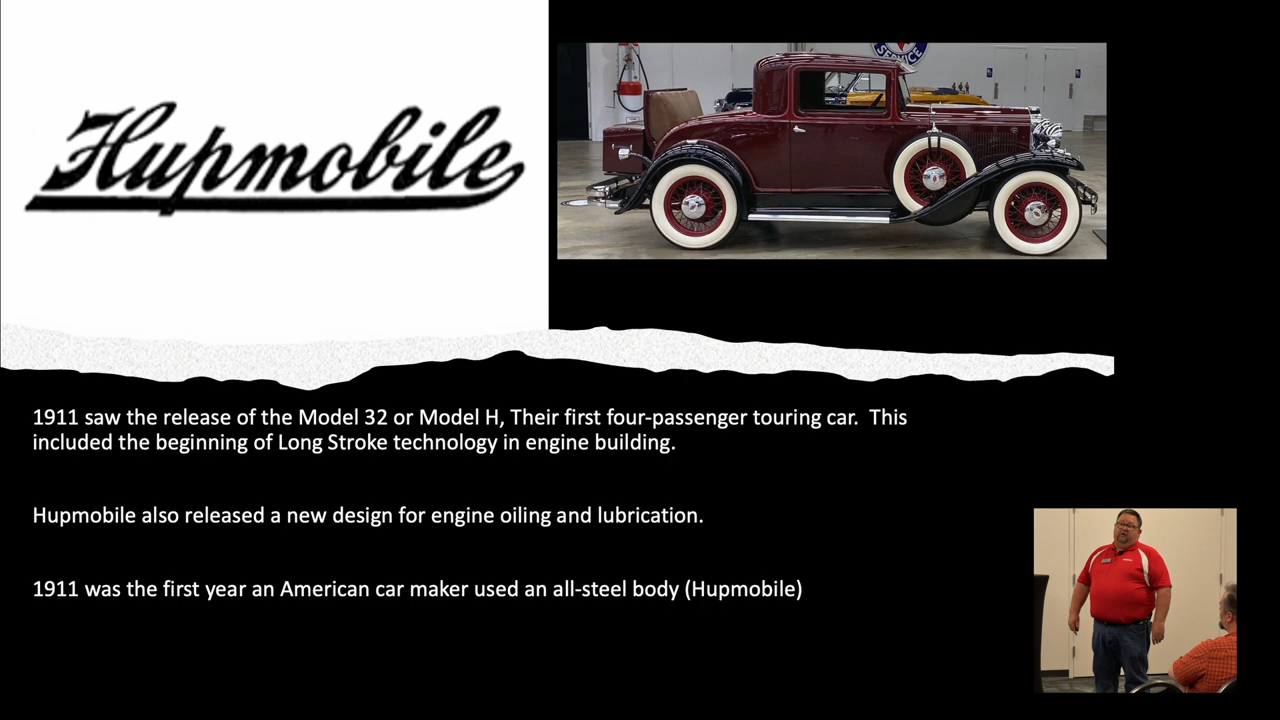 Hupmobile
SERVICE
1911 saw the release of the Model 32 or Model H, Their first four-passenger touring car.  This
included the beginning of Long Stroke technology in engine building.
Hupmobile also released a new design for engine oiling and lubrication.
1911 was the first year an American car maker used an all-steel body (Hupmobile)